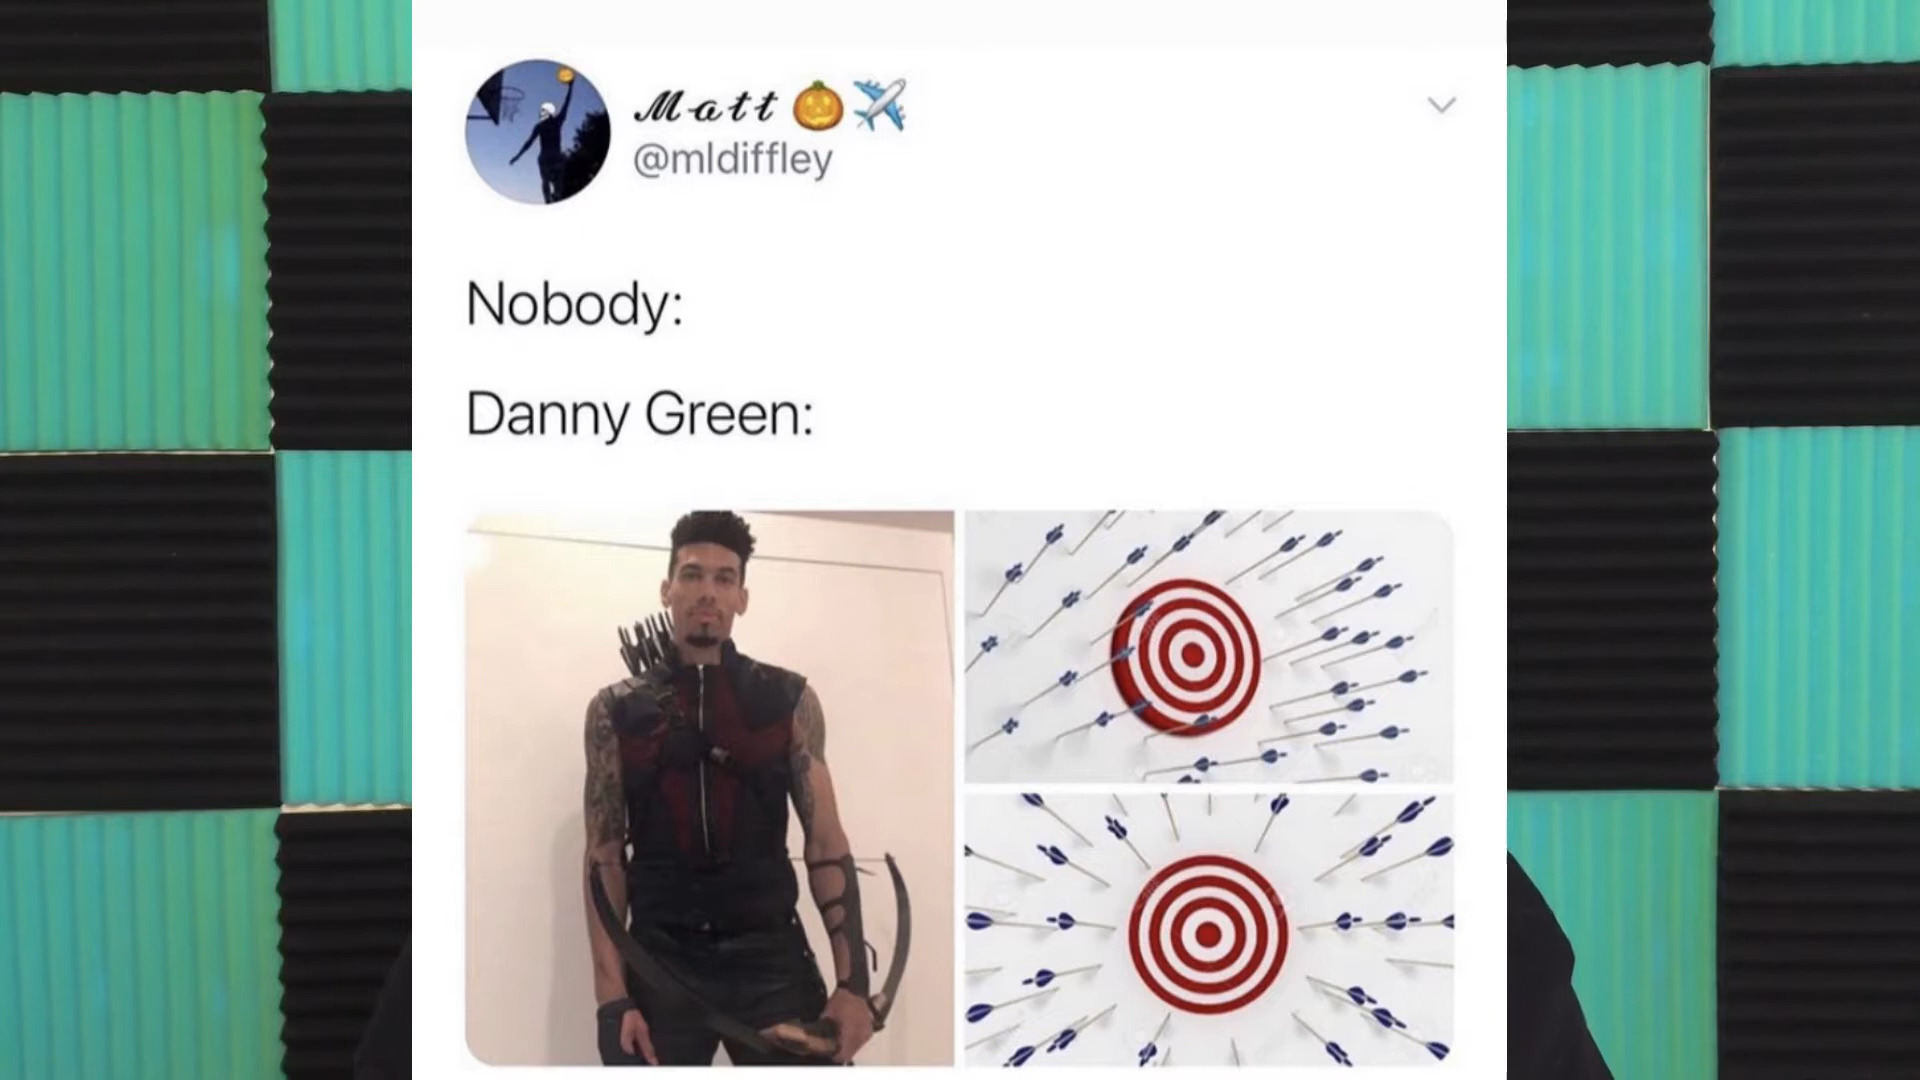 𝓜𝓪𝓽𝓽 🎃✈️
@mldiffley
Nobody:
Danny Green: